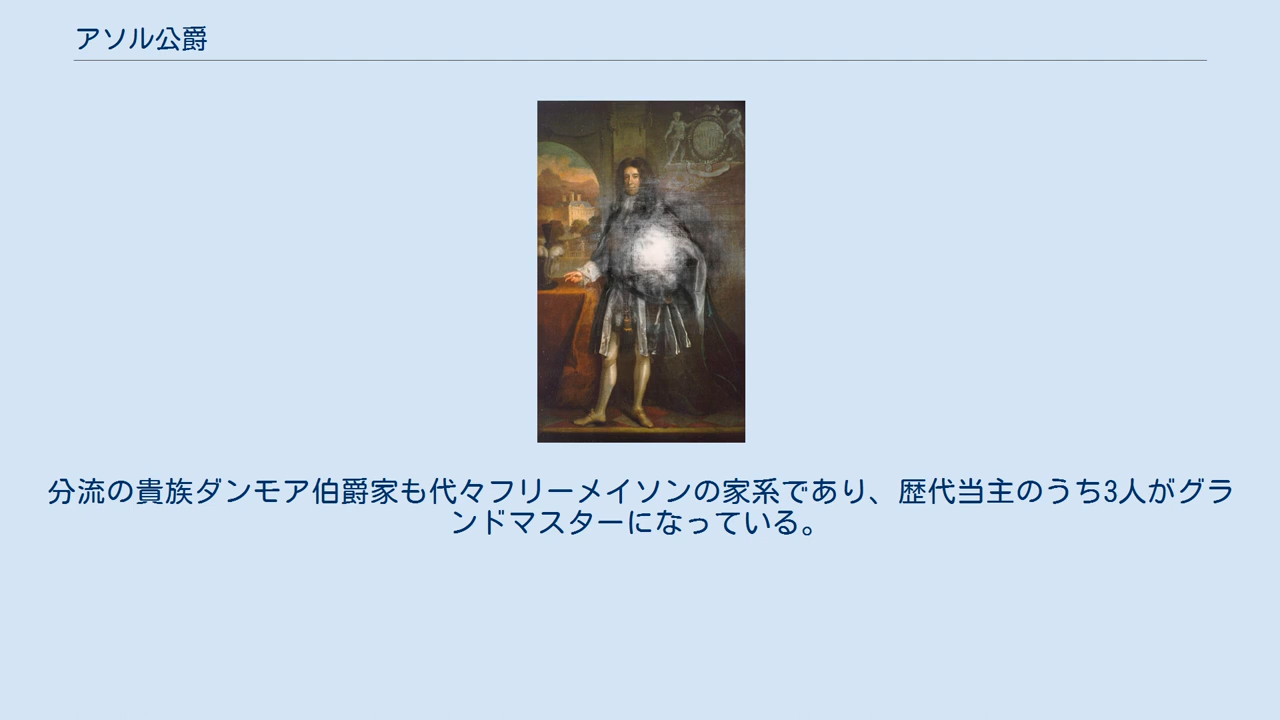 アソル公爵
分流の貴族ダンモア伯爵家も代々フリーメイソンの家系であり、歴代当主のうち3人がグラ
ンドマスターになっている。